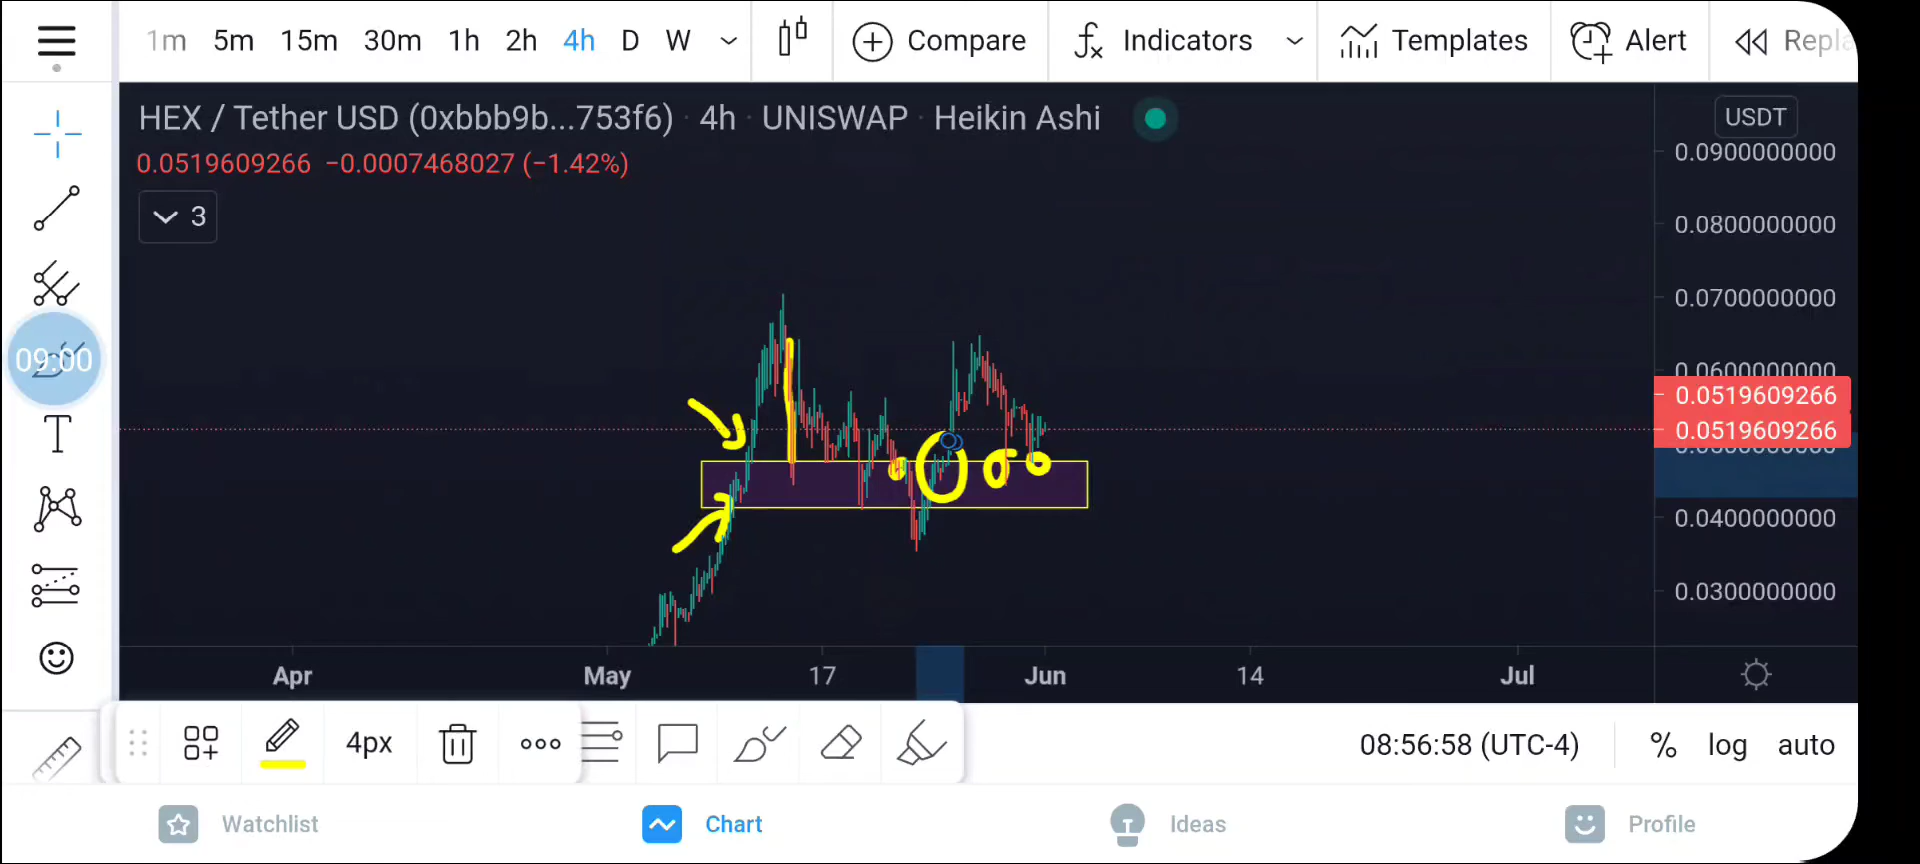 1m 5m 15m 30m 1h 2h 4h D W Compare Indicators Templates Alert Repla
HEX / Tether USD (0xbbb9b...753f6) · 4h · UNISWAP · Heikin Ashi
USDT
0.0519609266 −0.0007468027 (−1.42%)
3
0.0900000000
0.0800000000
0.0700000000
0.0600000000
0.0519609266
0.0519609266
0.0500000000
0.0400000000
0.0300000000
09:00
T
Apr May 17 Jun 14 Jul
4px
08:56:58 (UTC-4) % log auto
Watchlist Chart Ideas Profile